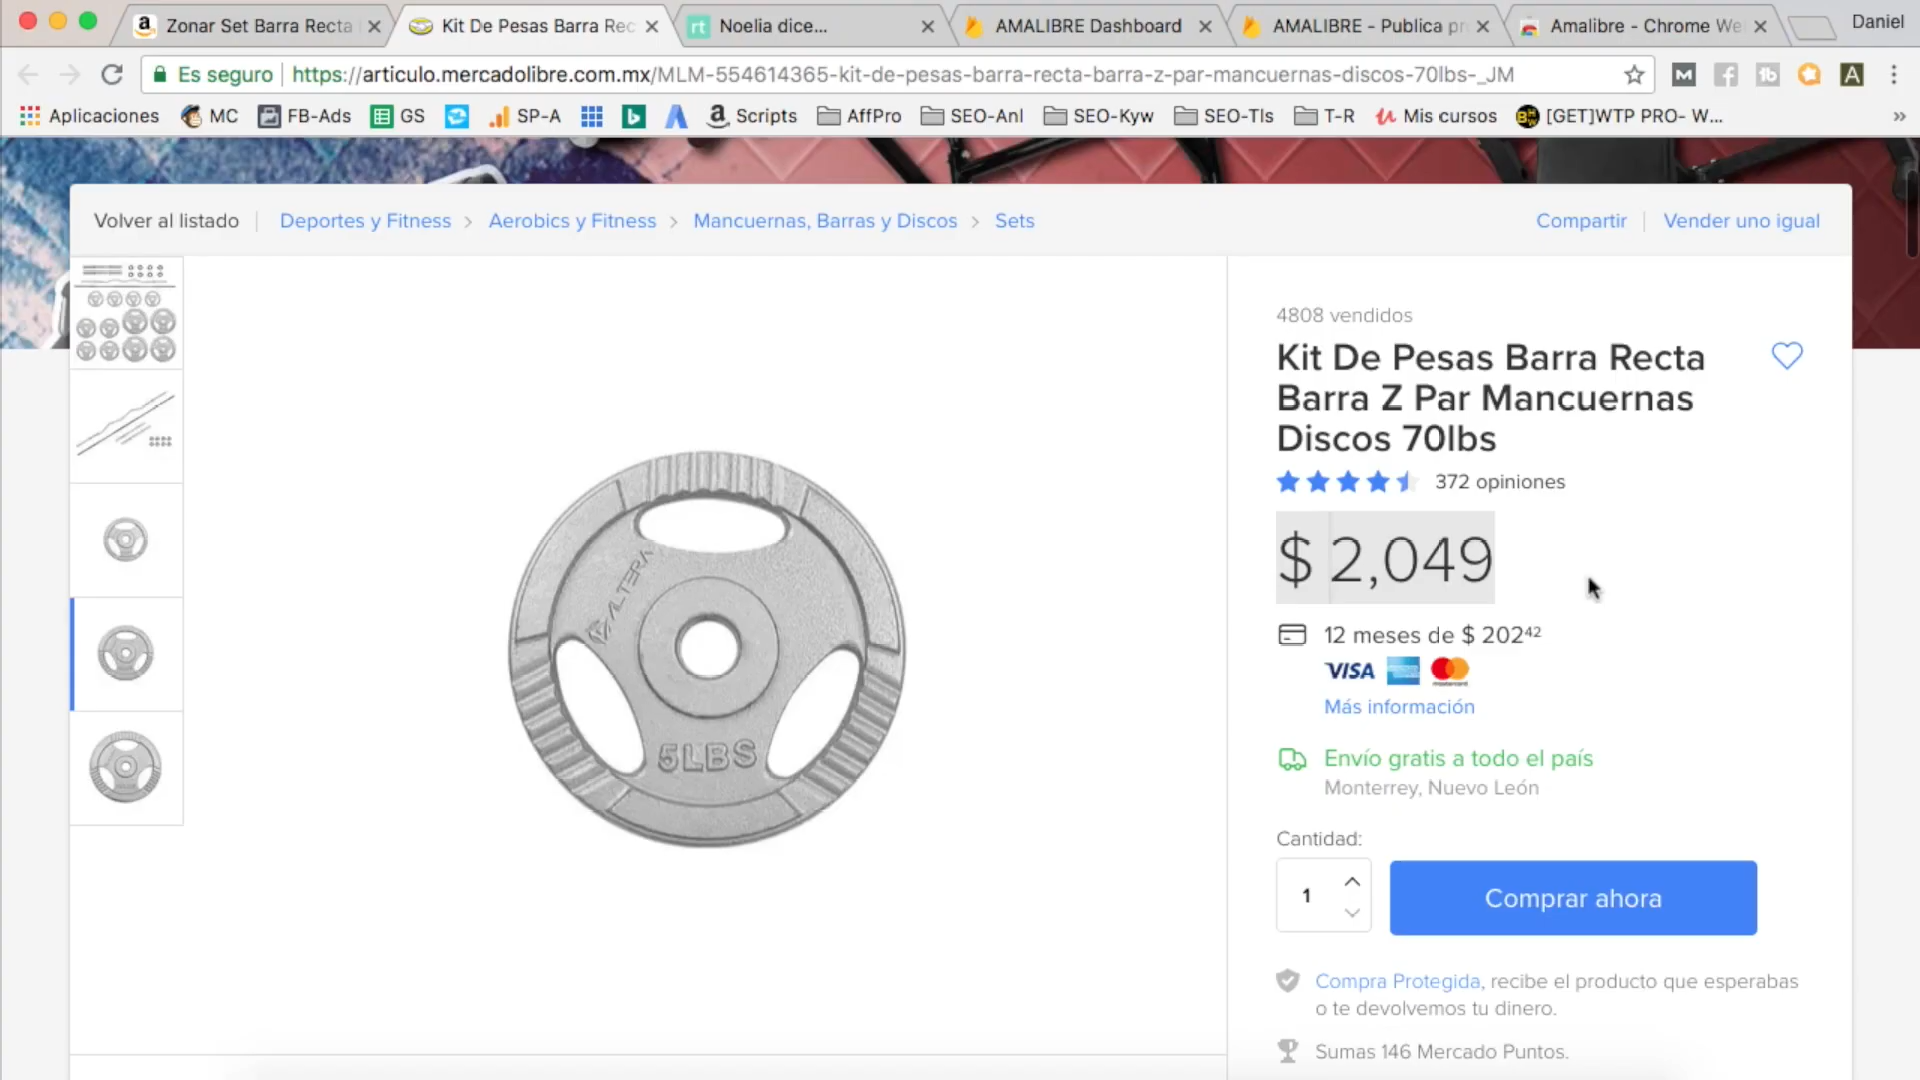 Zonar Set Barra Recta
Kit De Pesas Barra Rec
Noelia dice...
AMALIBRE Dashboard
AMALIBRE - Publica pr
Amalibre - Chrome We
Daniel
Es seguro
https://articulo.mercadolibre.com.mx/MLM-554614365-kit-de-pesas-barra-recta-barra-z-par-mancuernas-discos-70lbs-_JM
Aplicaciones
MC
FB-Ads
GS
SP-A
Scripts
AffPro
SEO-Anl
SEO-Kyw
SEO-Tls
T-R
Mis cursos
[GET]WTP PRO- W...
Volver al listado
Deportes y Fitness
Aerobics y Fitness
Mancuernas, Barras y Discos
Sets
Compartir
Vender uno igual
ALTERA
5LBS
4808 vendidos
Kit De Pesas Barra Recta
Barra Z Par Mancuernas
Discos 70lbs
372 opiniones
$ 2,049
12 meses de $ 202⁴²
VISA
Más información
Envío gratis a todo el país
Monterrey, Nuevo León
Cantidad:
1
Comprar ahora
Compra Protegida, recibe el producto que esperabas
o te devolvemos tu dinero.
Sumas 146 Mercado Puntos.